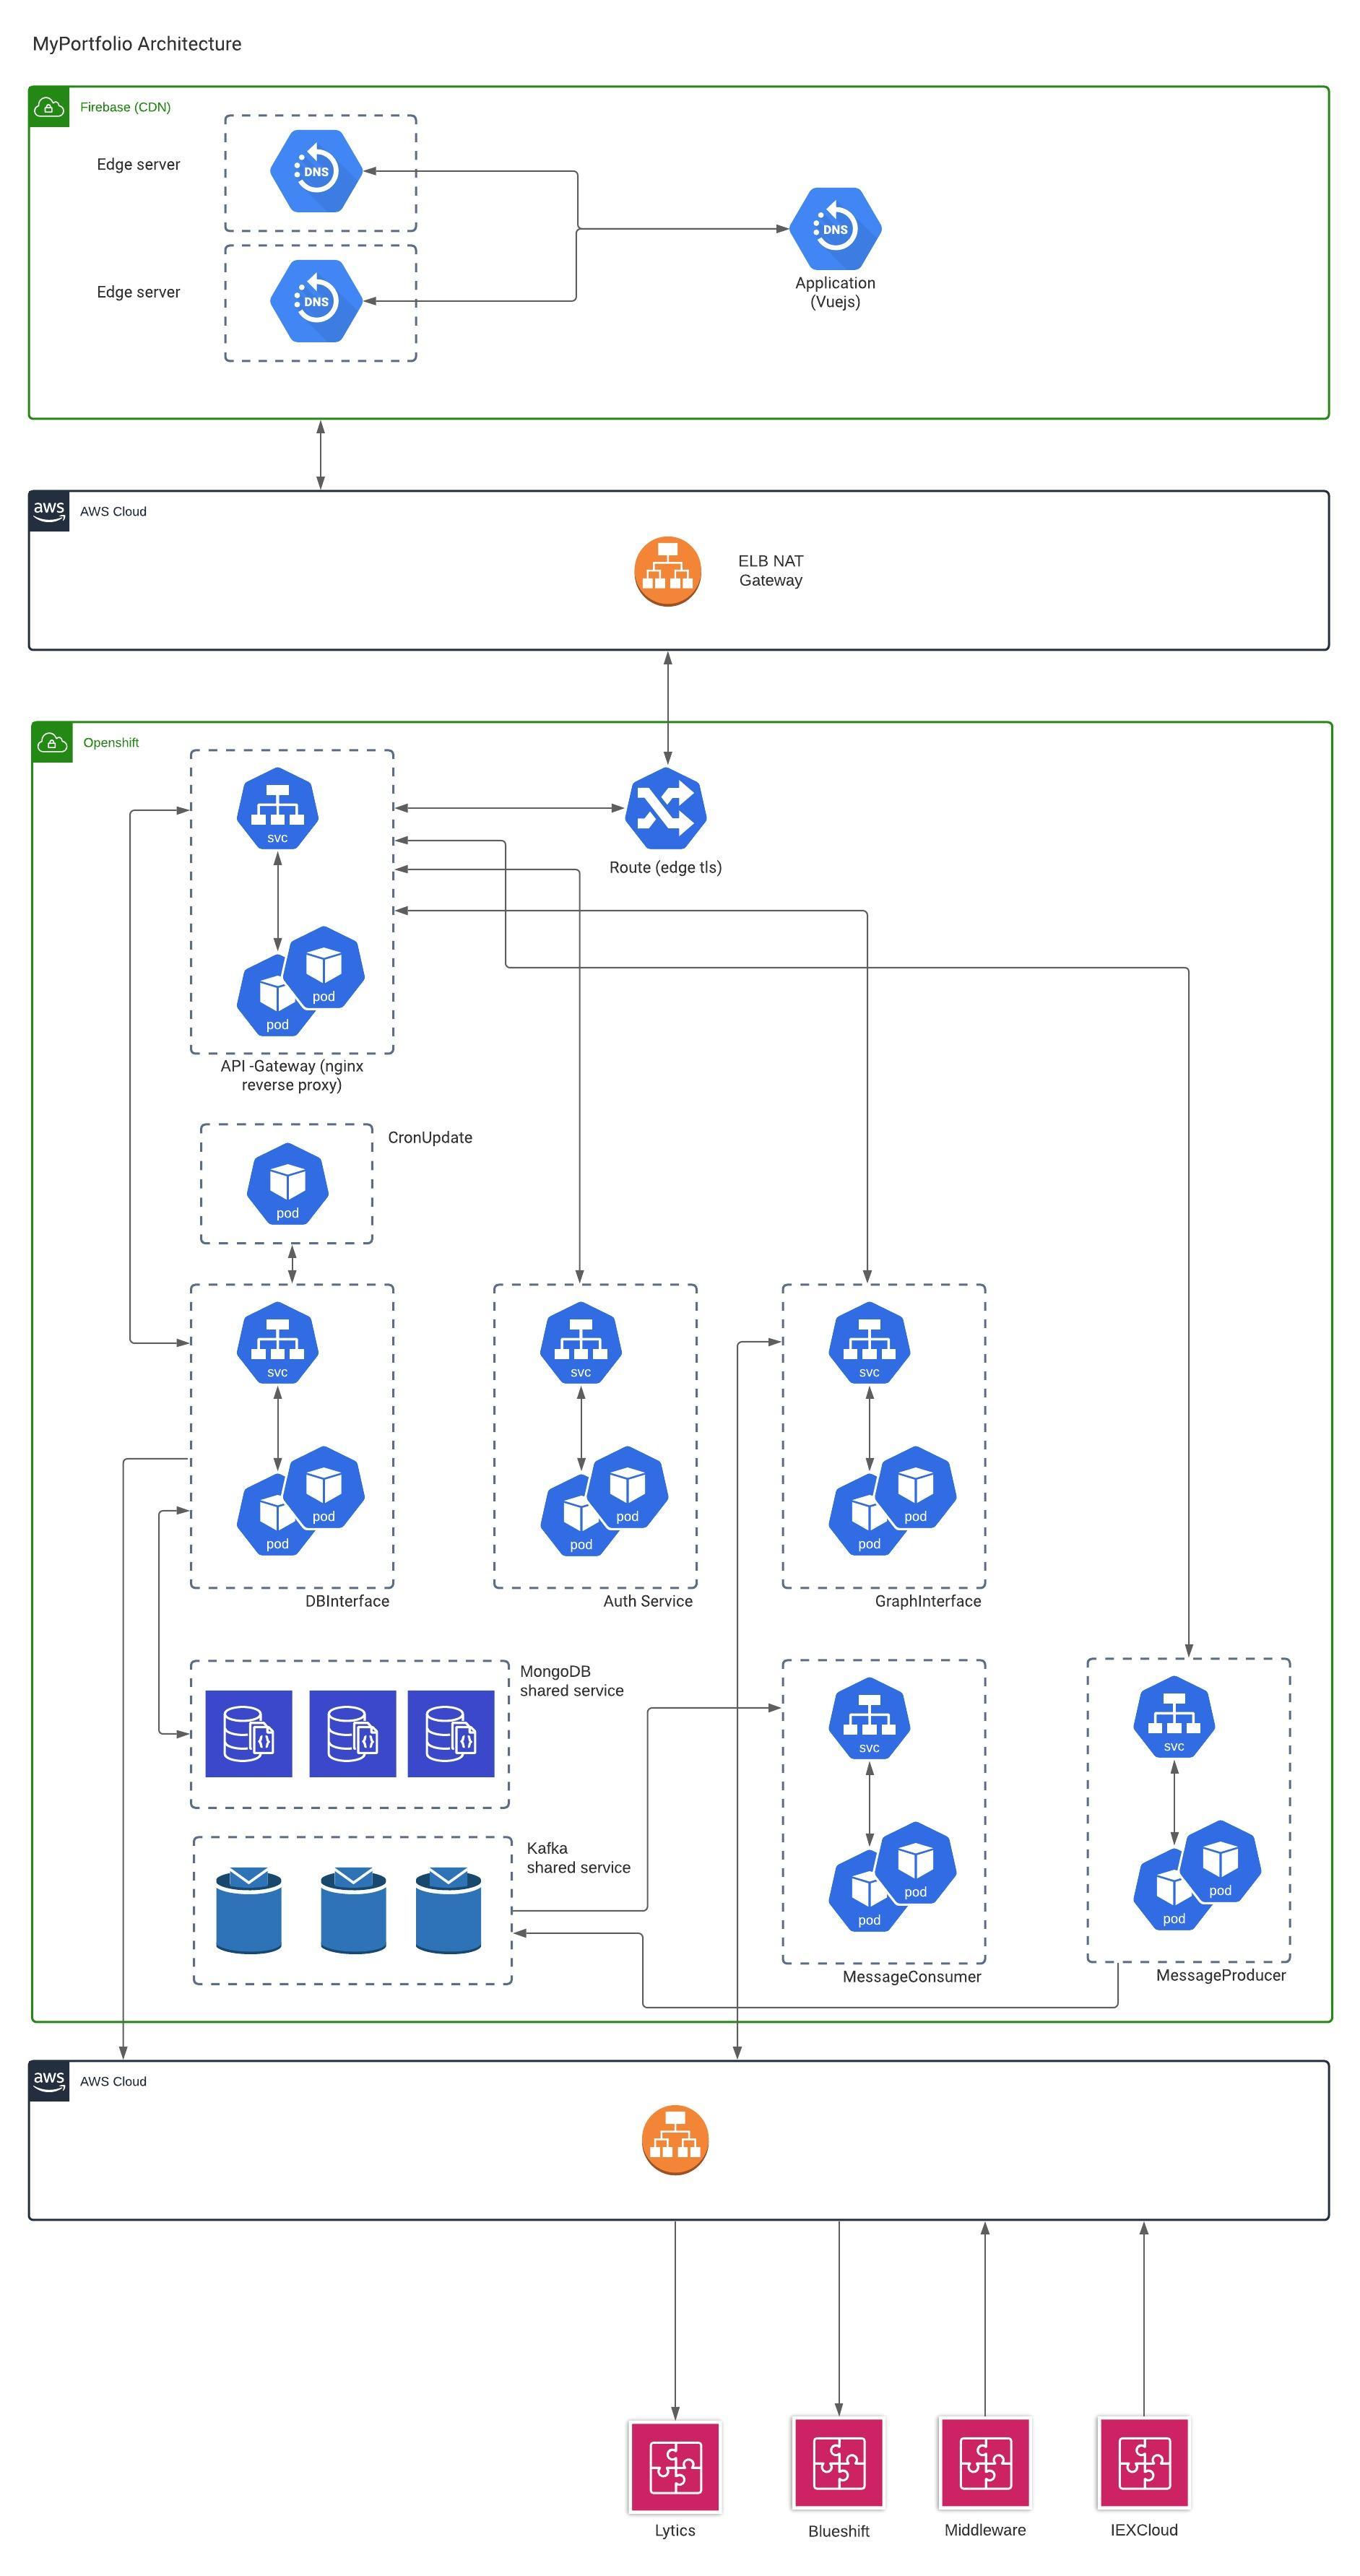 MyPortfolio Architecture
Firebase (CDN)
Edge server
DNS
DNS
Application
(Vuejs)
Edge server
DNS
aws
AWS Cloud
ELB NAT
Gateway
Openshift
svc
Route (edge tls)
pod
pod
API -Gateway (nginx
reverse proxy)
CronUpdate
pod
svc
svc
svc
pod
pod
pod
pod
pod
pod
DBInterface
Auth Service
GraphInterface
MongoDB
shared service
svc
svc
Kafka
shared service
pod
pod
pod
pod
MessageConsumer
MessageProducer
aws
AWS Cloud
Lytics
Blueshift
Middleware
IEXCloud